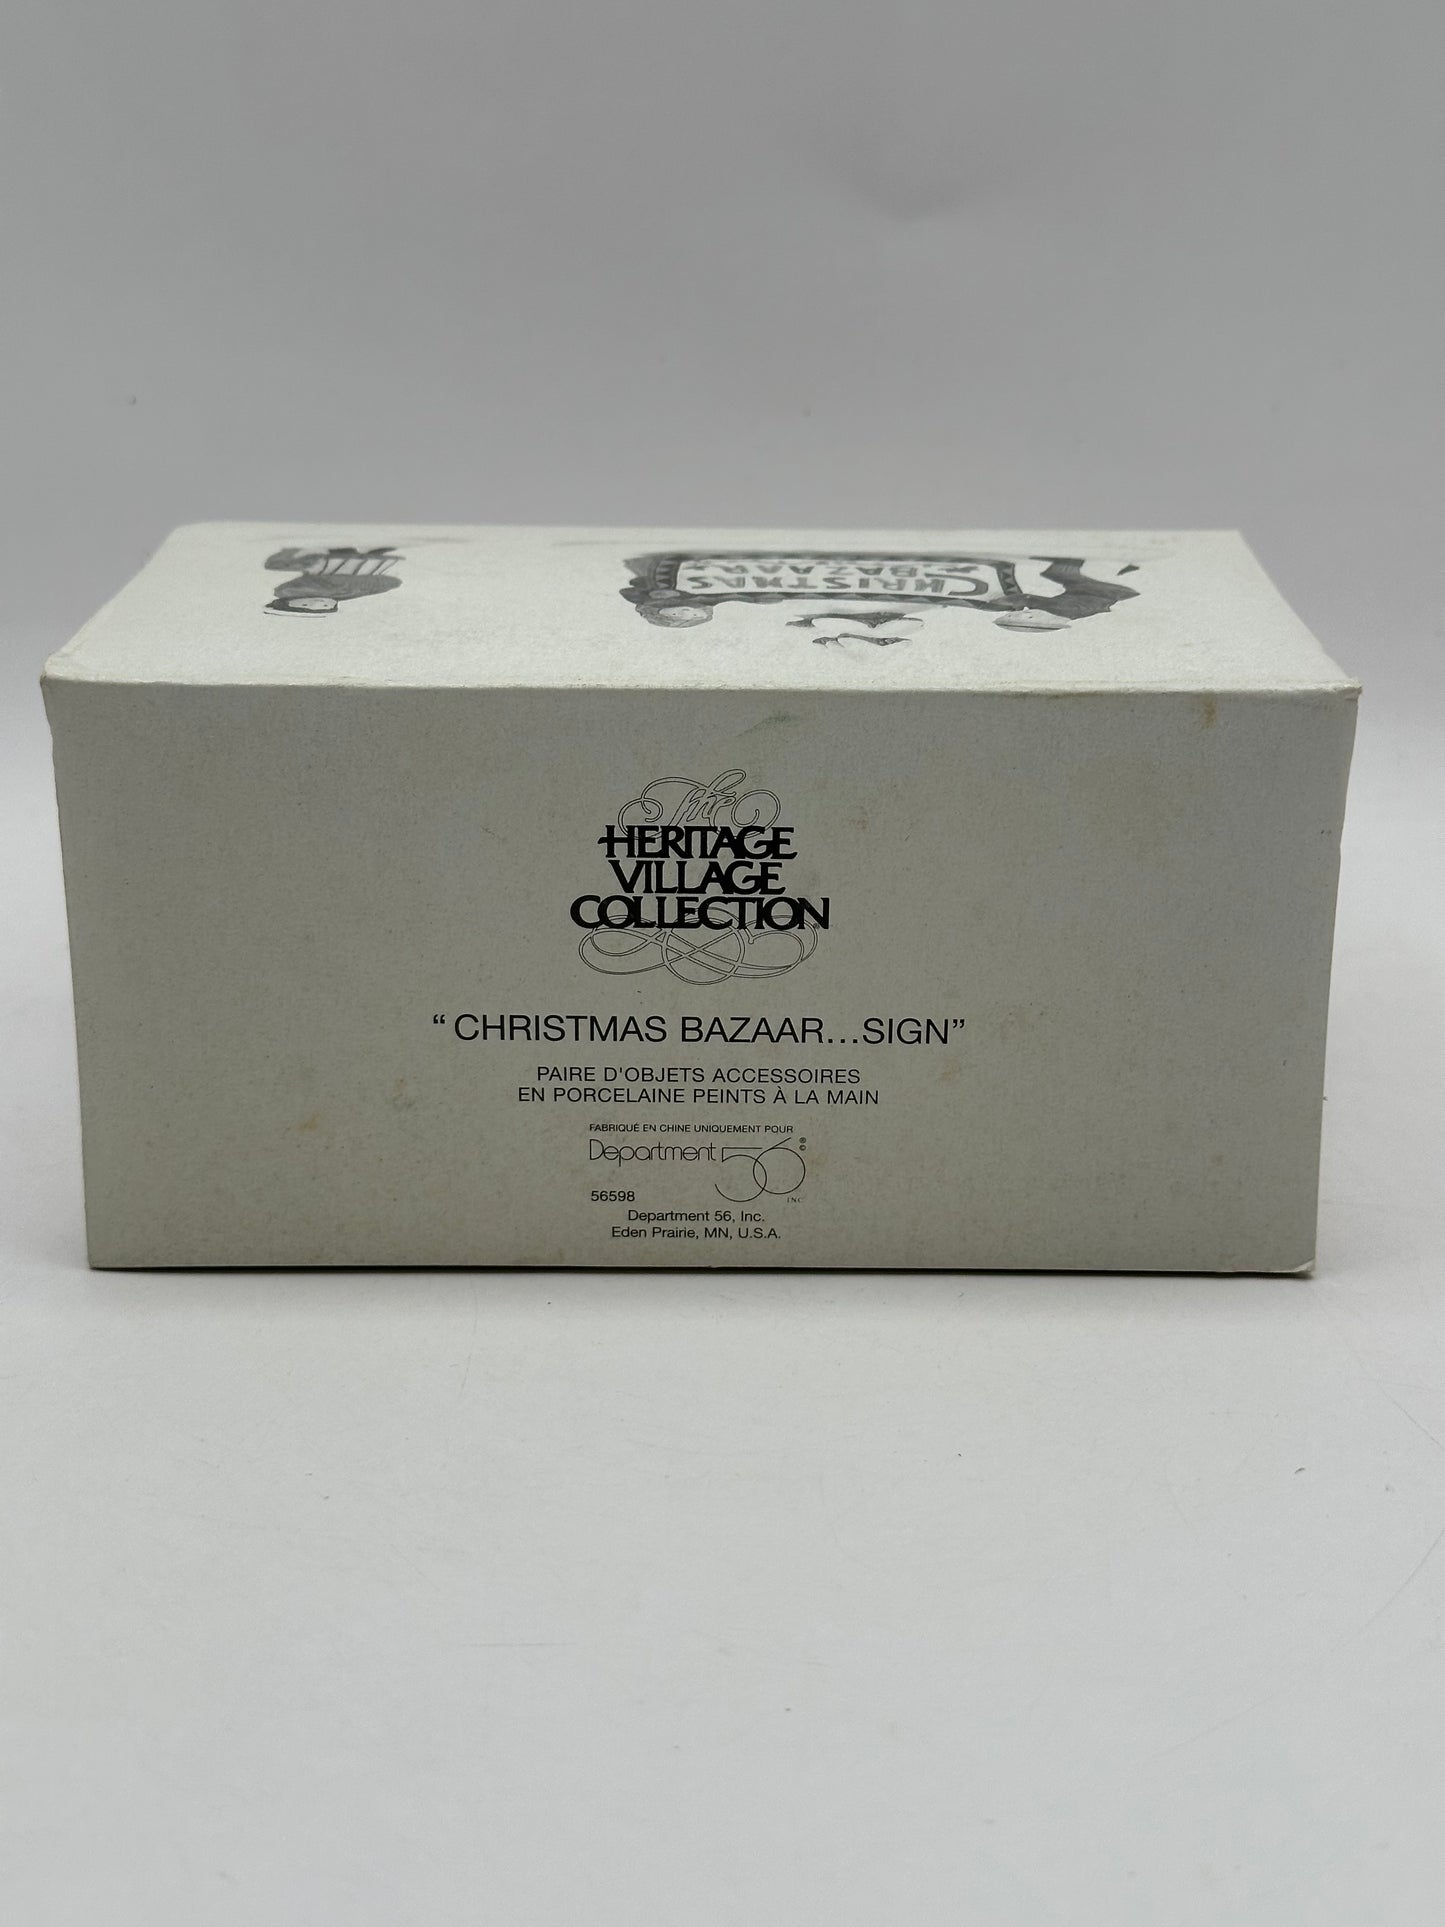 CHRISTMAS
BAZAAR
The
HERITAGE
VILLAGE
COLLECTION®
“CHRISTMAS BAZAAR...SIGN”
PAIRE D'OBJETS ACCESSOIRES
EN PORCELAINE PEINTS À LA MAIN
FABRIQUÉ EN CHINE UNIQUEMENT POUR
Department 56 ® ©
INC
56598
Department 56, Inc.
Eden Prairie, MN, U.S.A.